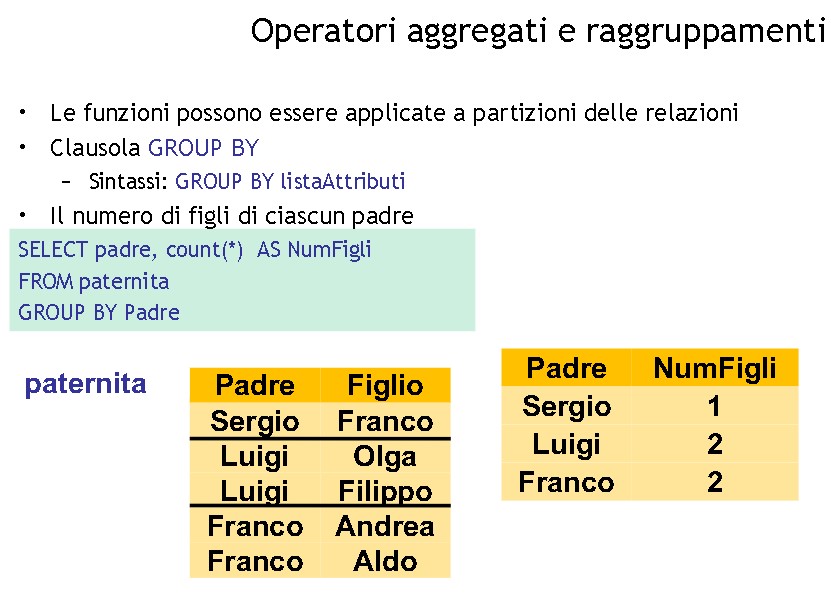 Operatori aggregati e raggruppamenti
• Le funzioni possono essere applicate a partizioni delle relazioni
• Clausola GROUP BY
– Sintassi: GROUP BY listaAttributi
• Il numero di figli di ciascun padre
SELECT padre, count(*) AS NumFigli
FROM paternita
GROUP BY Padre
paternita
Padre Figlio
Sergio Franco
Luigi Olga
Luigi Filippo
Franco Andrea
Franco Aldo
Padre NumFigli
Sergio 1
Luigi 2
Franco 2